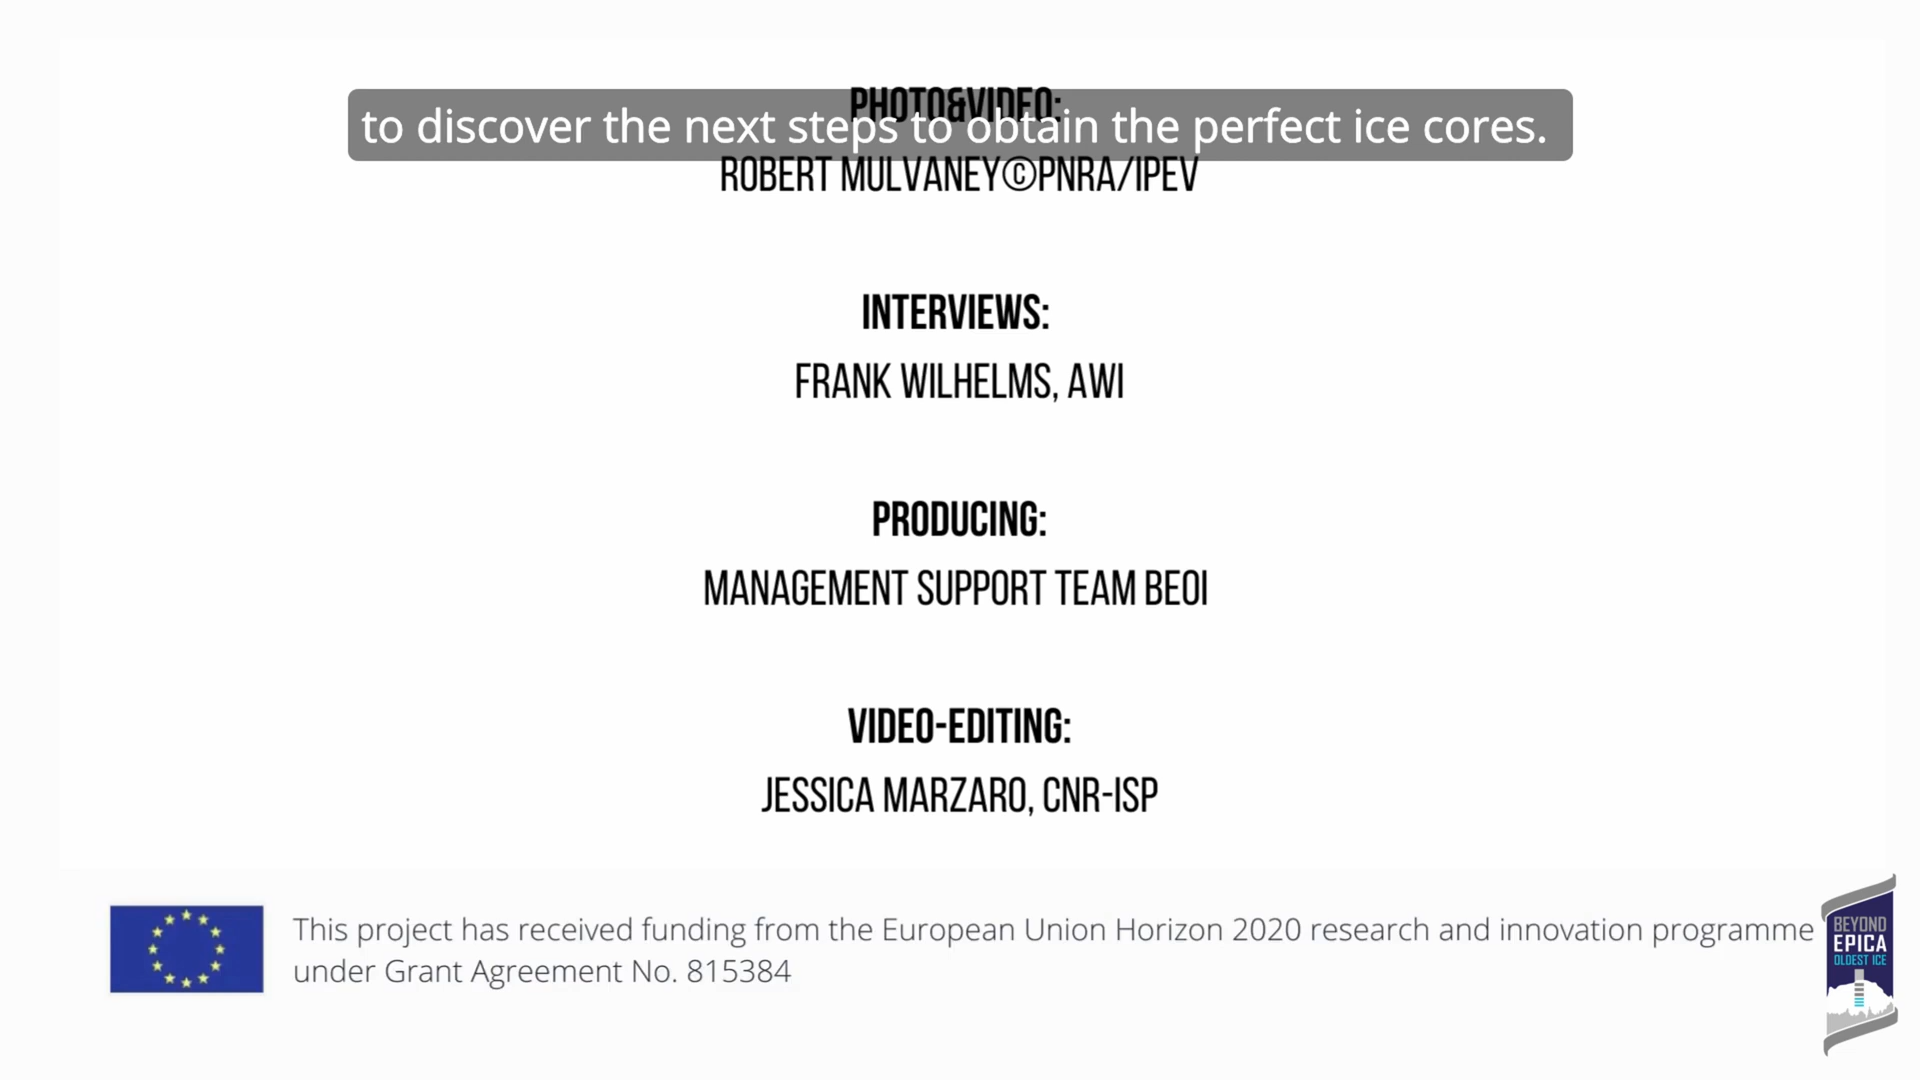 PHOTO&VIDEO:
to discover the next steps to obtain the perfect ice cores.
ROBERT MULVANEY©PNRA/IPEV
INTERVIEWS:
FRANK WILHELMS, AWI
PRODUCING:
MANAGEMENT SUPPORT TEAM BEOI
VIDEO-EDITING:
JESSICA MARZARO, CNR-ISP
This project has received funding from the European Union Horizon 2020 research and innovation programme
under Grant Agreement No. 815384
BEYOND
EPICA
OLDEST ICE